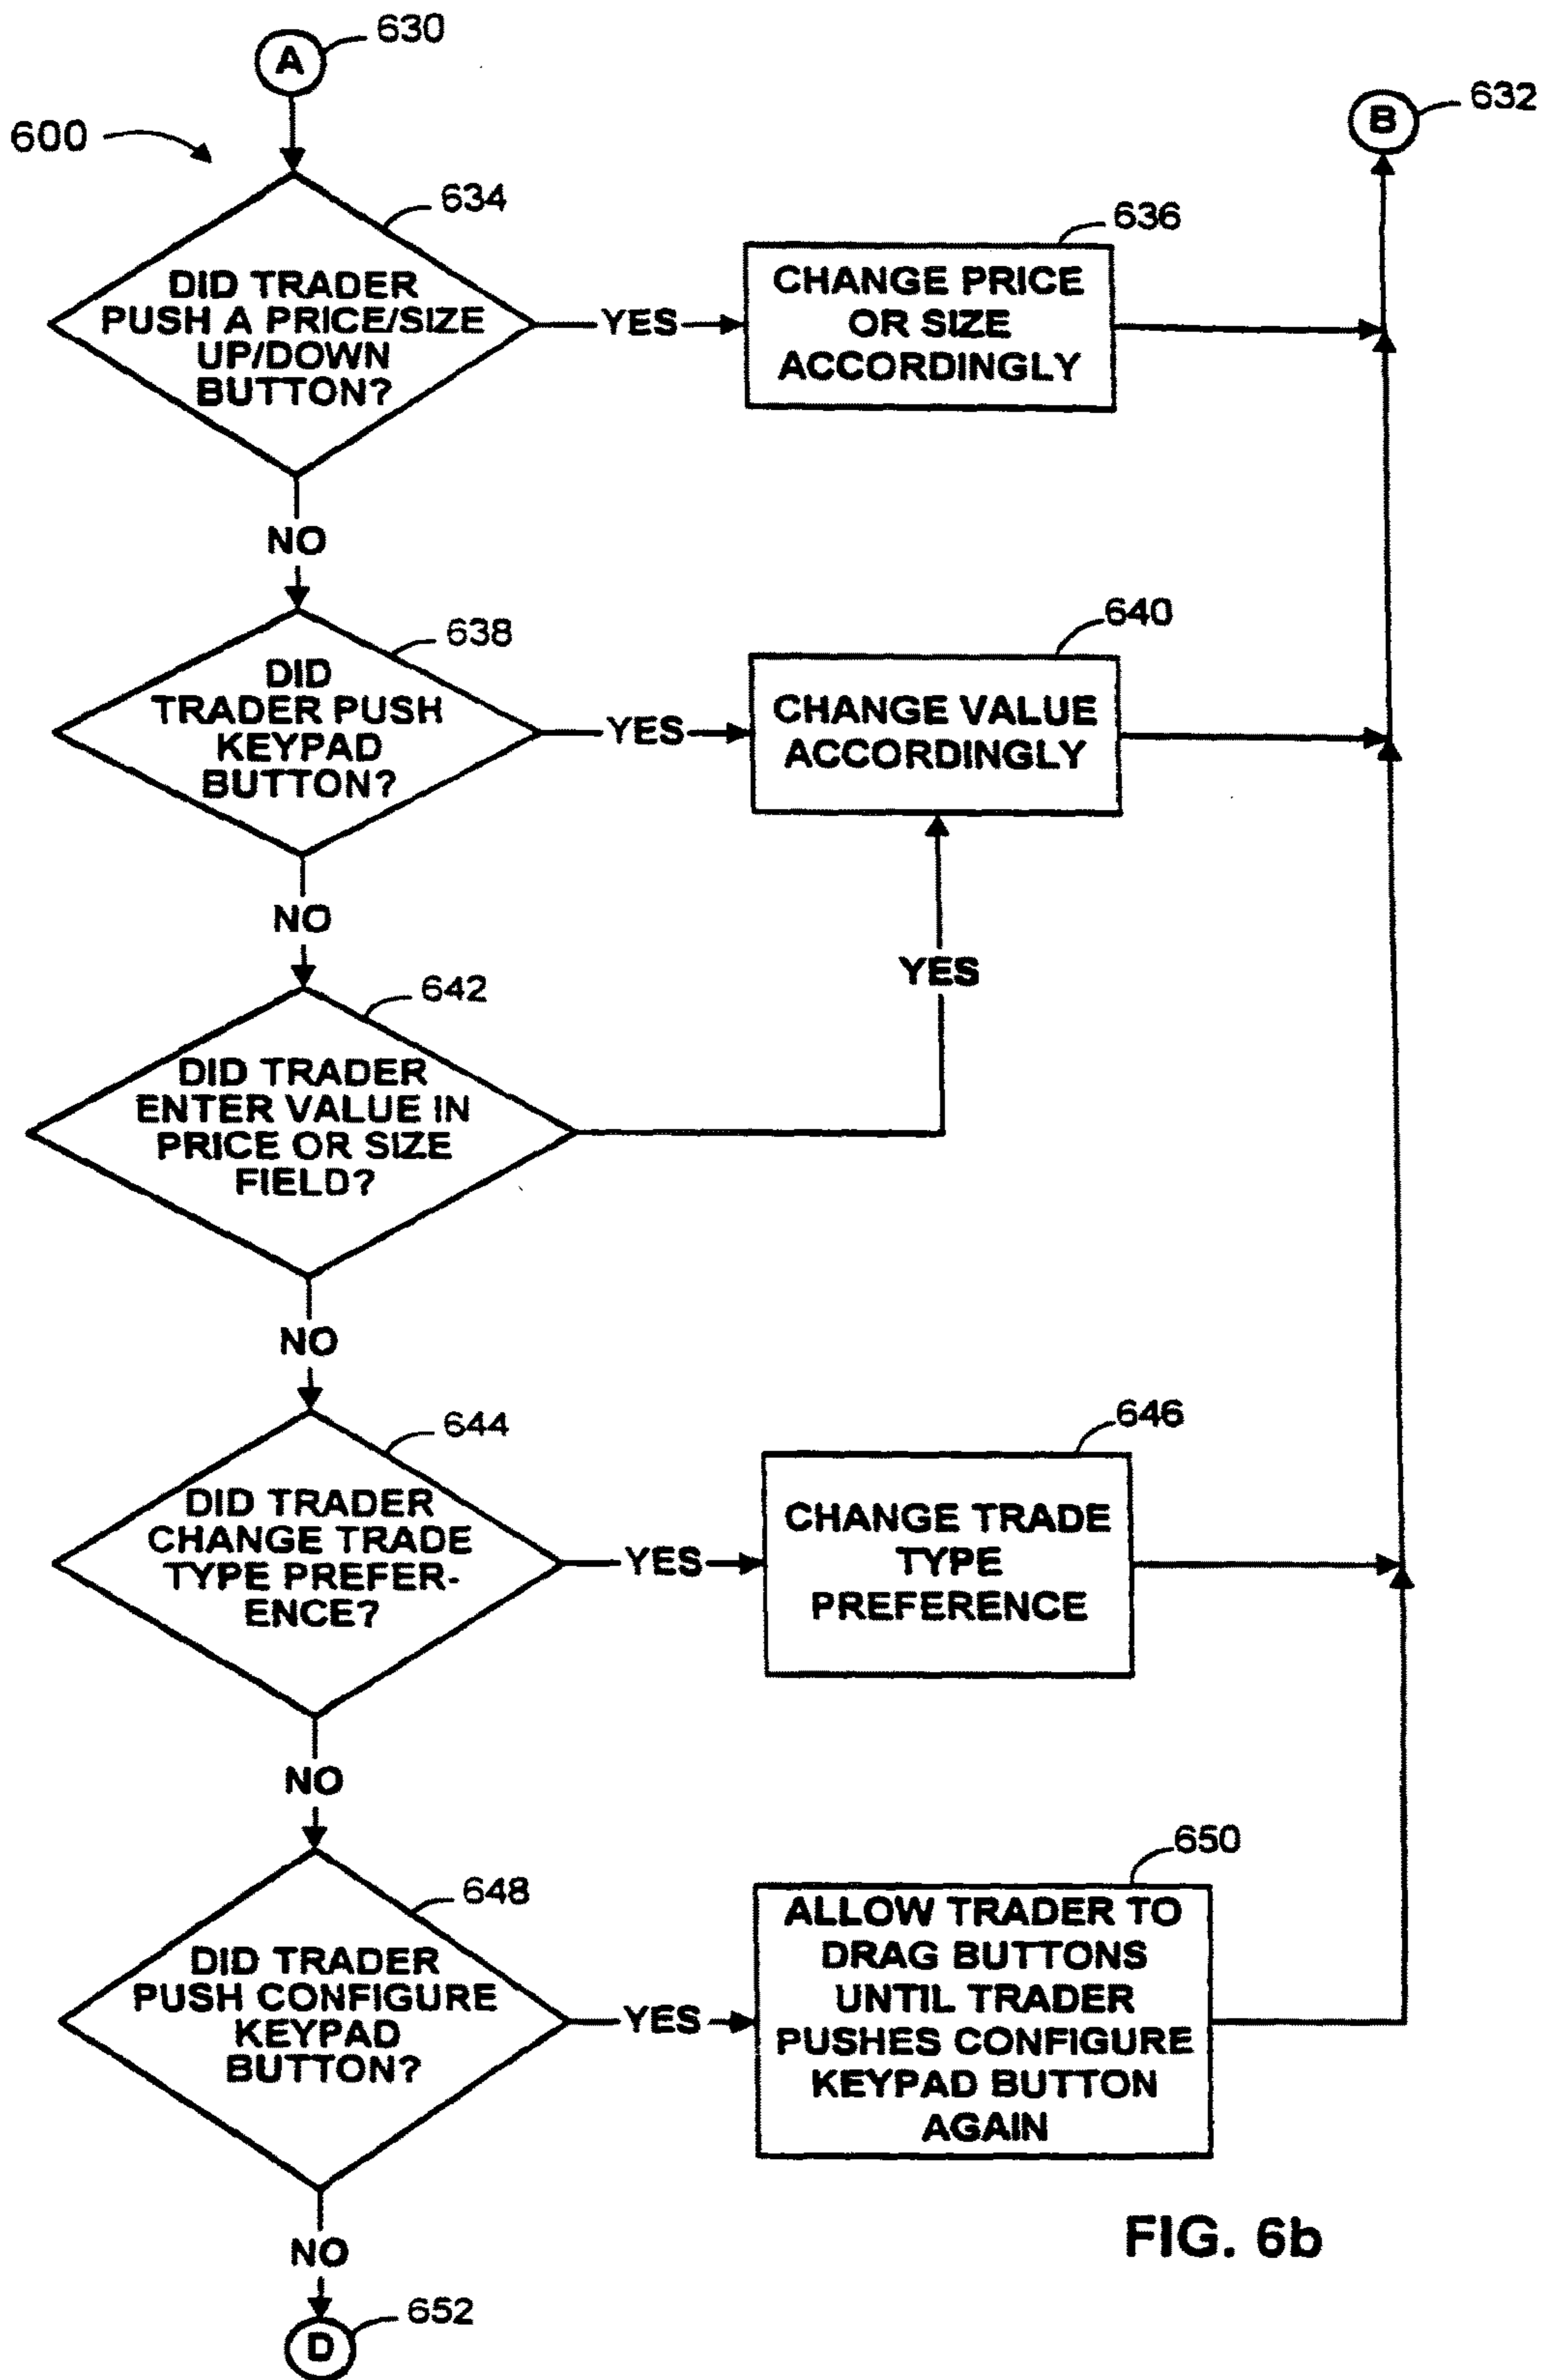 A
630
B
632
600
634
DID TRADER
PUSH A PRICE/SIZE
UP/DOWN
BUTTON?
YES
636
CHANGE PRICE
OR SIZE
ACCORDINGLY
NO
638
DID
TRADER PUSH
KEYPAD
BUTTON?
YES
640
CHANGE VALUE
ACCORDINGLY
NO
YES
642
DID TRADER
ENTER VALUE IN
PRICE OR SIZE
FIELD?
NO
644
DID TRADER
CHANGE TRADE
TYPE PREFER-
ENCE?
YES
646
CHANGE TRADE
TYPE
PREFERENCE
NO
648
DID TRADER
PUSH CONFIGURE
KEYPAD
BUTTON?
YES
650
ALLOW TRADER TO
DRAG BUTTONS
UNTIL TRADER
PUSHES CONFIGURE
KEYPAD BUTTON
AGAIN
NO
652
D
FIG. 6b